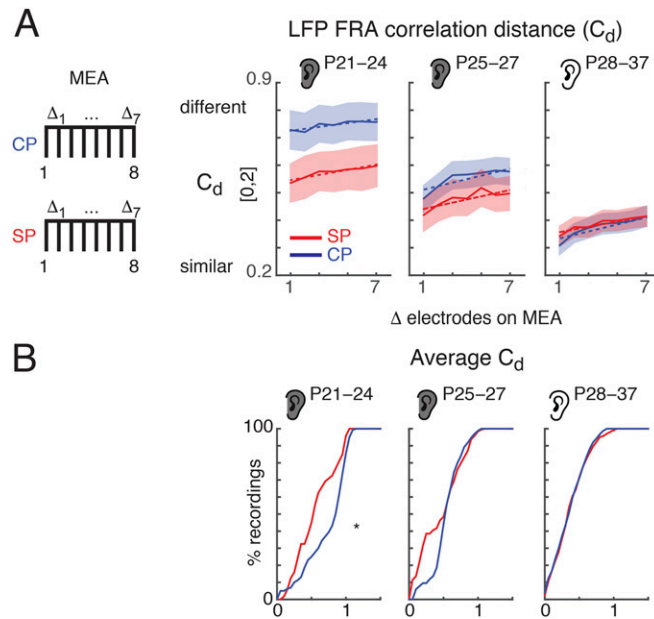 A
LFP FRA correlation distance (Cd)
P21–24
P25–27
P28–37
MEA
Δ1 ... Δ7
CP
1 8
Δ1 ... Δ7
SP
1 8
0.9
different
Cd
[0,2]
SP
CP
similar
0.2
1 7
1 7
1 7
Δ electrodes on MEA
B
Average Cd
P21–24
P25–27
P28–37
100
% recordings
*
0
0 1
0 1
0 1